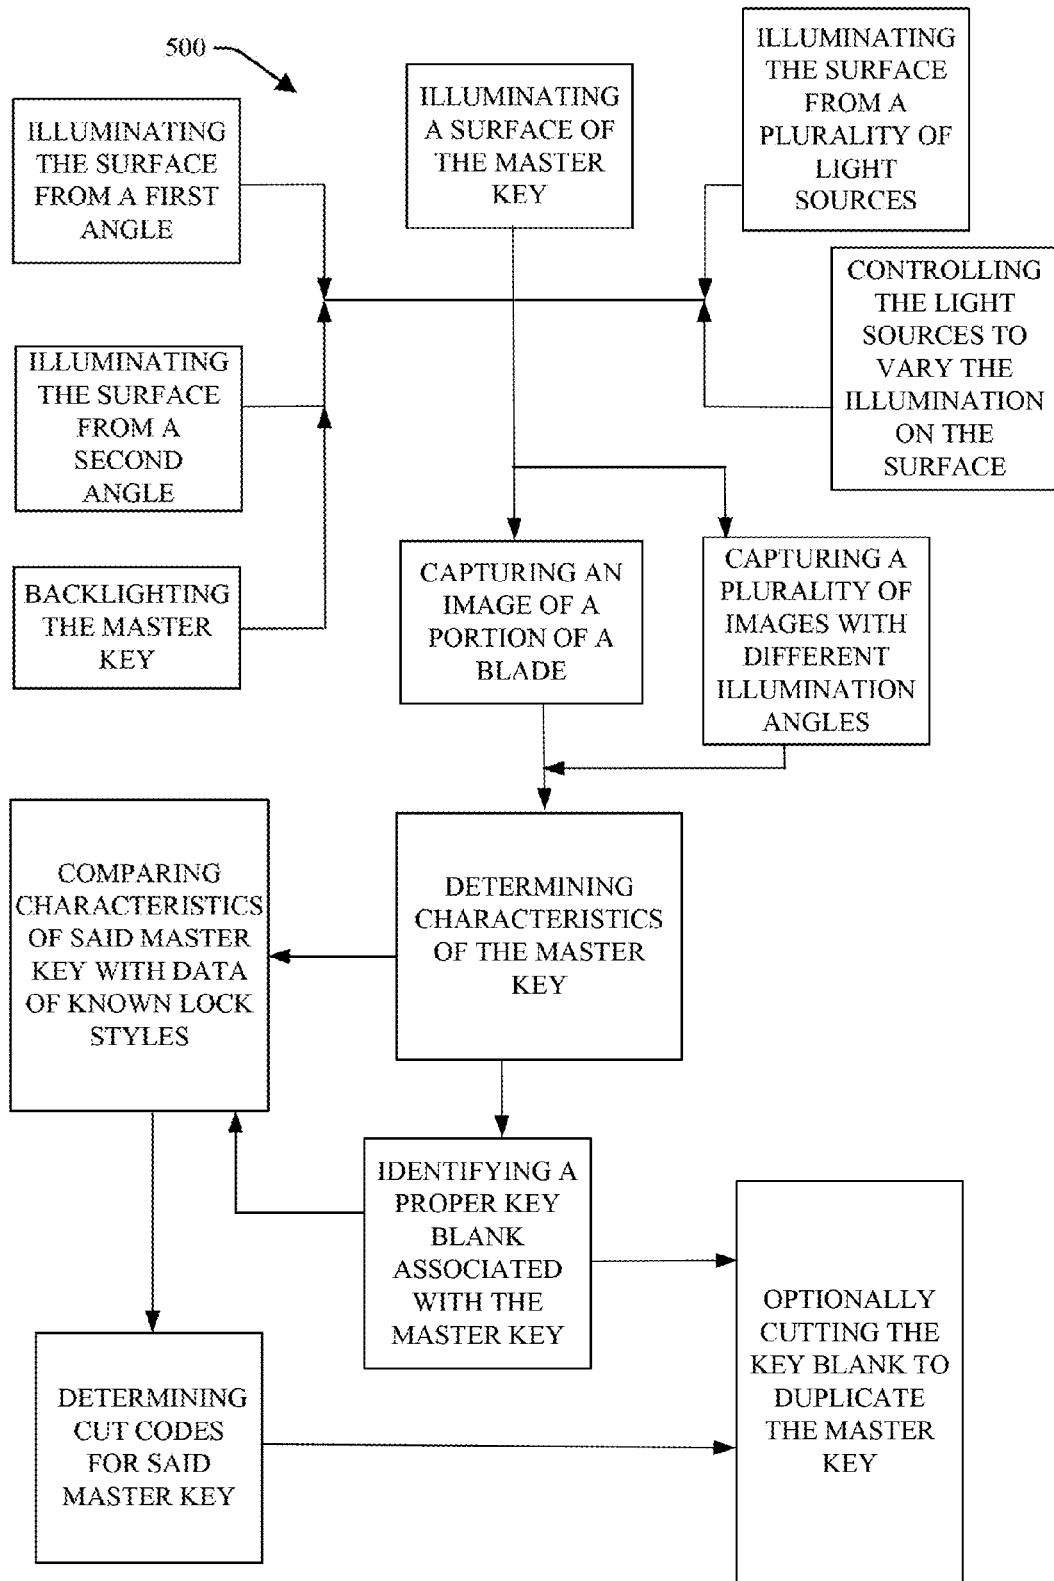 500
ILLUMINATING
THE SURFACE
FROM A FIRST
ANGLE
ILLUMINATING
A SURFACE OF
THE MASTER
KEY
ILLUMINATING
THE SURFACE
FROM A
PLURALITY OF
LIGHT
SOURCES
CONTROLLING
THE LIGHT
SOURCES TO
VARY THE
ILLUMINATION
ON THE
SURFACE
ILLUMINATING
THE SURFACE
FROM A
SECOND
ANGLE
BACKLIGHTING
THE MASTER
KEY
CAPTURING AN
IMAGE OF A
PORTION OF A
BLADE
CAPTURING A
PLURALITY OF
IMAGES WITH
DIFFERENT
ILLUMINATION
ANGLES
COMPARING
CHARACTERISTICS
OF SAID MASTER
KEY WITH DATA
OF KNOWN LOCK
STYLES
DETERMINING
CHARACTERISTICS
OF THE MASTER
KEY
IDENTIFYING A
PROPER KEY
BLANK
ASSOCIATED
WITH THE
MASTER KEY
OPTIONALLY
CUTTING THE
KEY BLANK TO
DUPLICATE
THE MASTER
KEY
DETERMINING
CUT CODES
FOR SAID
MASTER KEY